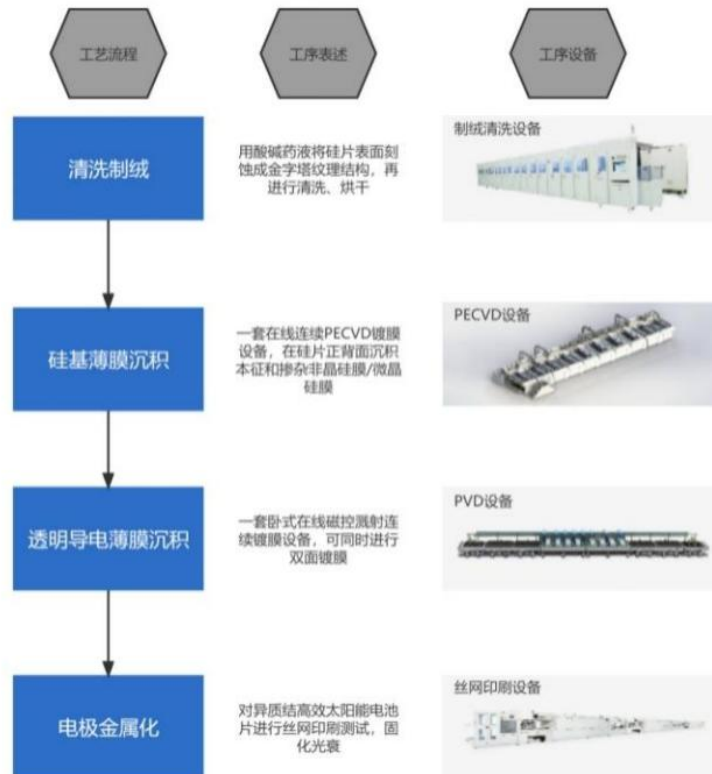 工艺流程
工序表述
工序设备
清洗制绒
用酸碱药液将硅片表面刻
蚀成金字塔纹理结构，再
进行清洗、烘干
制绒清洗设备
硅基薄膜沉积
一套在线连续PECVD镀膜
设备，在硅片正背面沉积
本征和掺杂非晶硅膜/微晶
硅膜
PECVD设备
透明导电薄膜沉积
一套卧式在线磁控溅射连
续镀膜设备，可同时进行
双面镀膜
PVD设备
电极金属化
对异质结高效太阳能电池
片进行丝网印刷测试，固
化光衰
丝网印刷设备